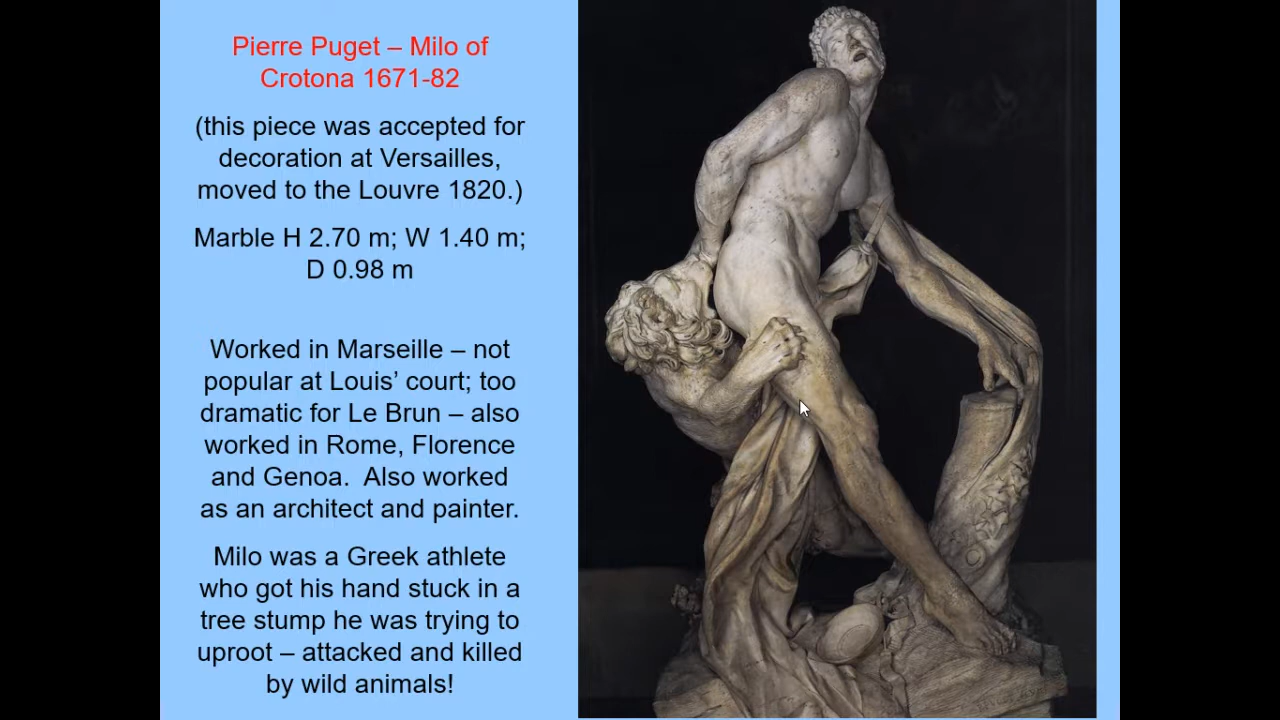 Pierre Puget – Milo of
Crotona 1671-82
(this piece was accepted for
decoration at Versailles,
moved to the Louvre 1820.)
Marble H 2.70 m; W 1.40 m;
D 0.98 m
Worked in Marseille – not
popular at Louis’ court; too
dramatic for Le Brun – also
worked in Rome, Florence
and Genoa.  Also worked
as an architect and painter.
Milo was a Greek athlete
who got his hand stuck in a
tree stump he was trying to
uproot – attacked and killed
by wild animals!